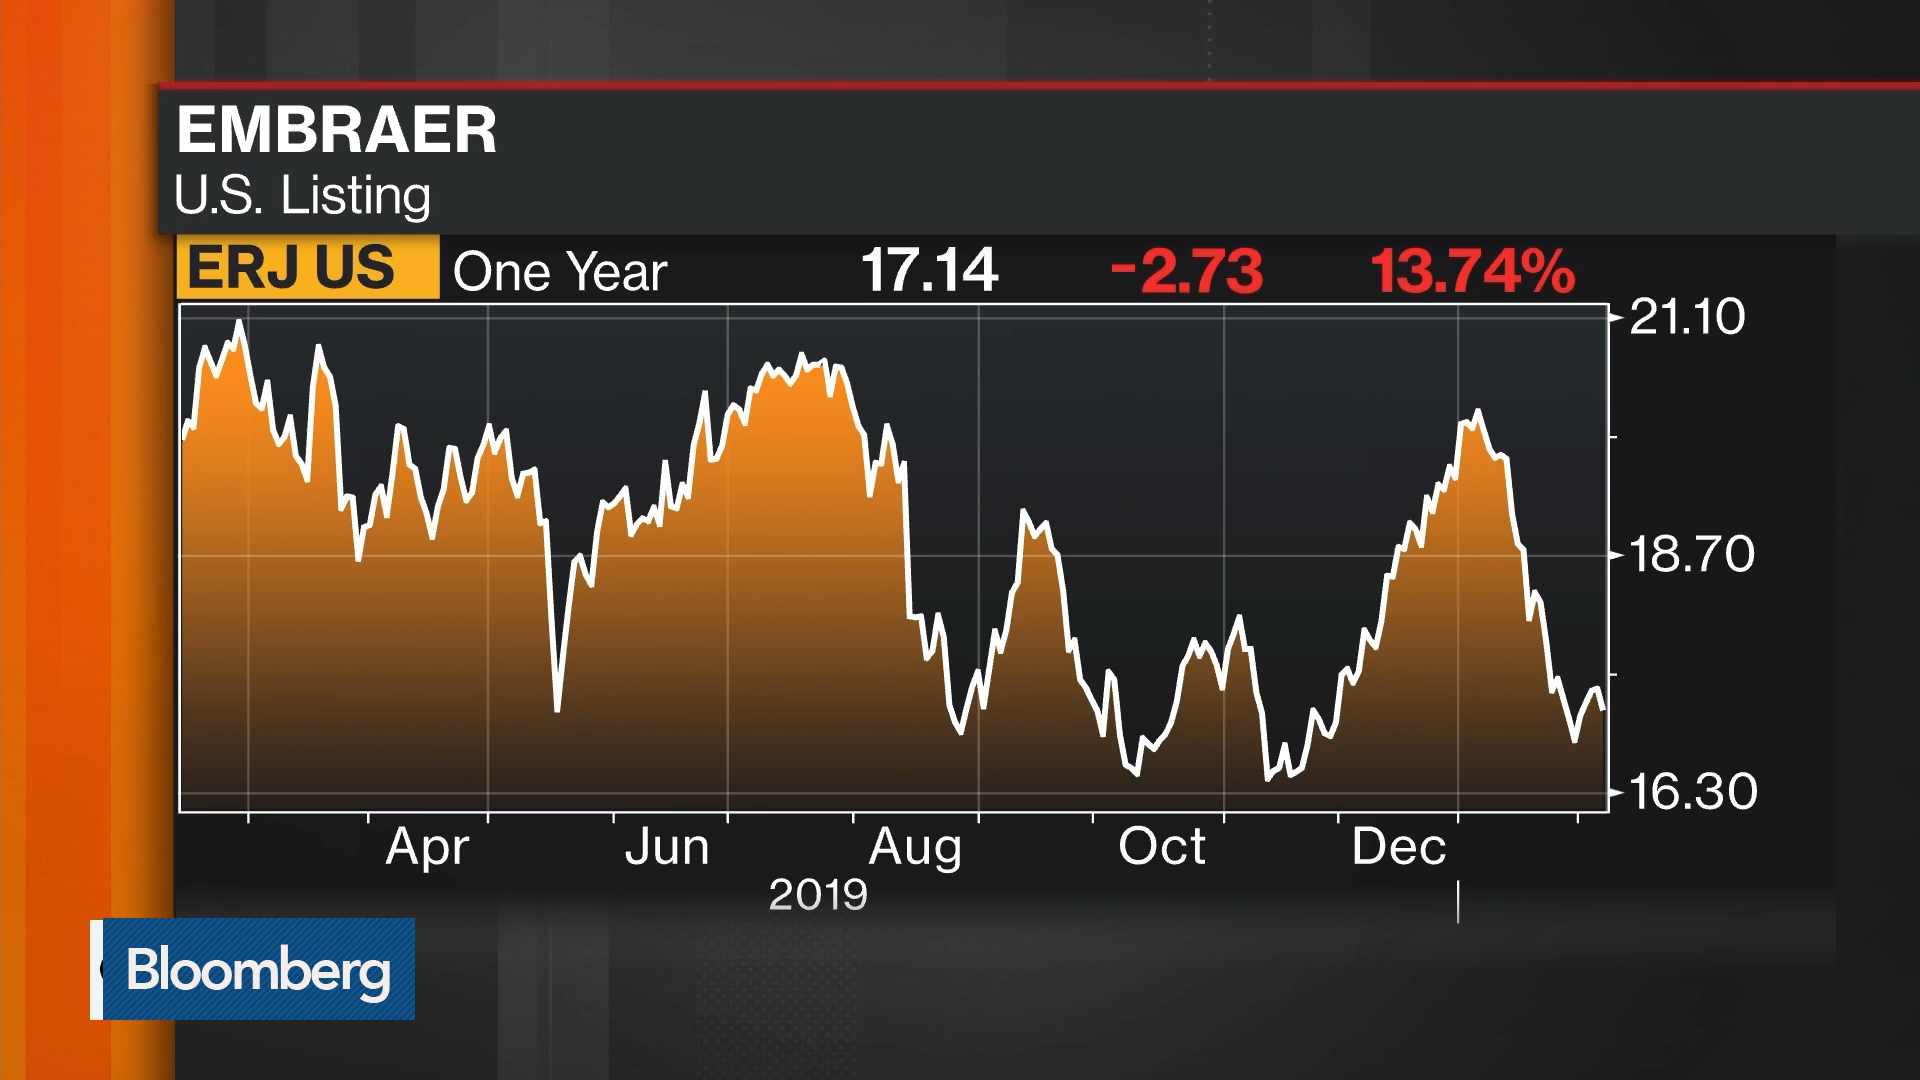 EMBRAER
U.S. Listing
ERJ US One Year 17.14 -2.73 13.74%
21.10
18.70
16.30
Apr Jun Aug Oct Dec
2019
Bloomberg